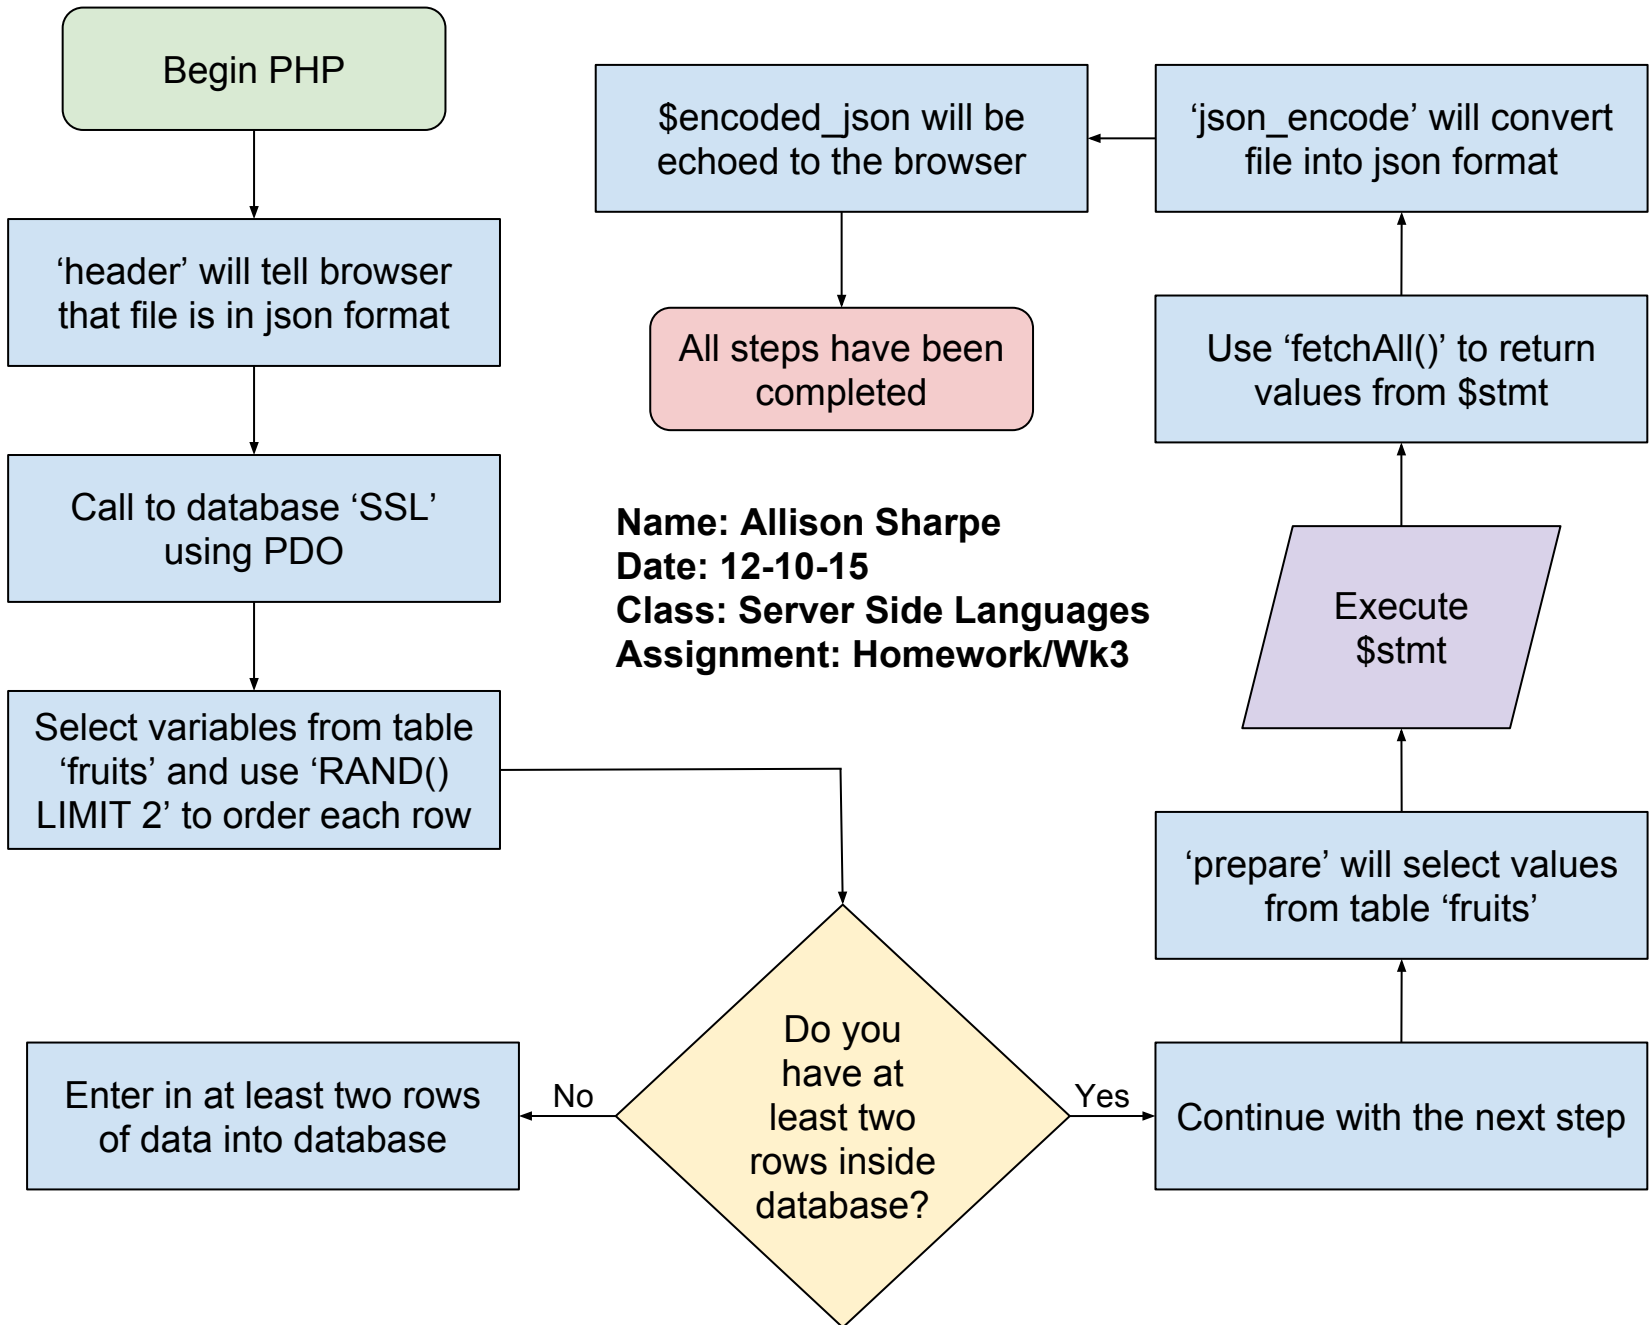 Begin PHP
‘header’ will tell browser
that file is in json format
Call to database ‘SSL’
using PDO
Select variables from table
‘fruits’ and use ‘RAND()
LIMIT 2’ to order each row
Do you
have at
least two
rows inside
database?
No
Enter in at least two rows
of data into database
Yes
Continue with the next step
‘prepare’ will select values
from table ‘fruits’
Execute
$stmt
Use ‘fetchAll()’ to return
values from $stmt
‘json_encode’ will convert
file into json format
$encoded_json will be
echoed to the browser
All steps have been
completed
Name: Allison Sharpe
Date: 12-10-15
Class: Server Side Languages
Assignment: Homework/Wk3